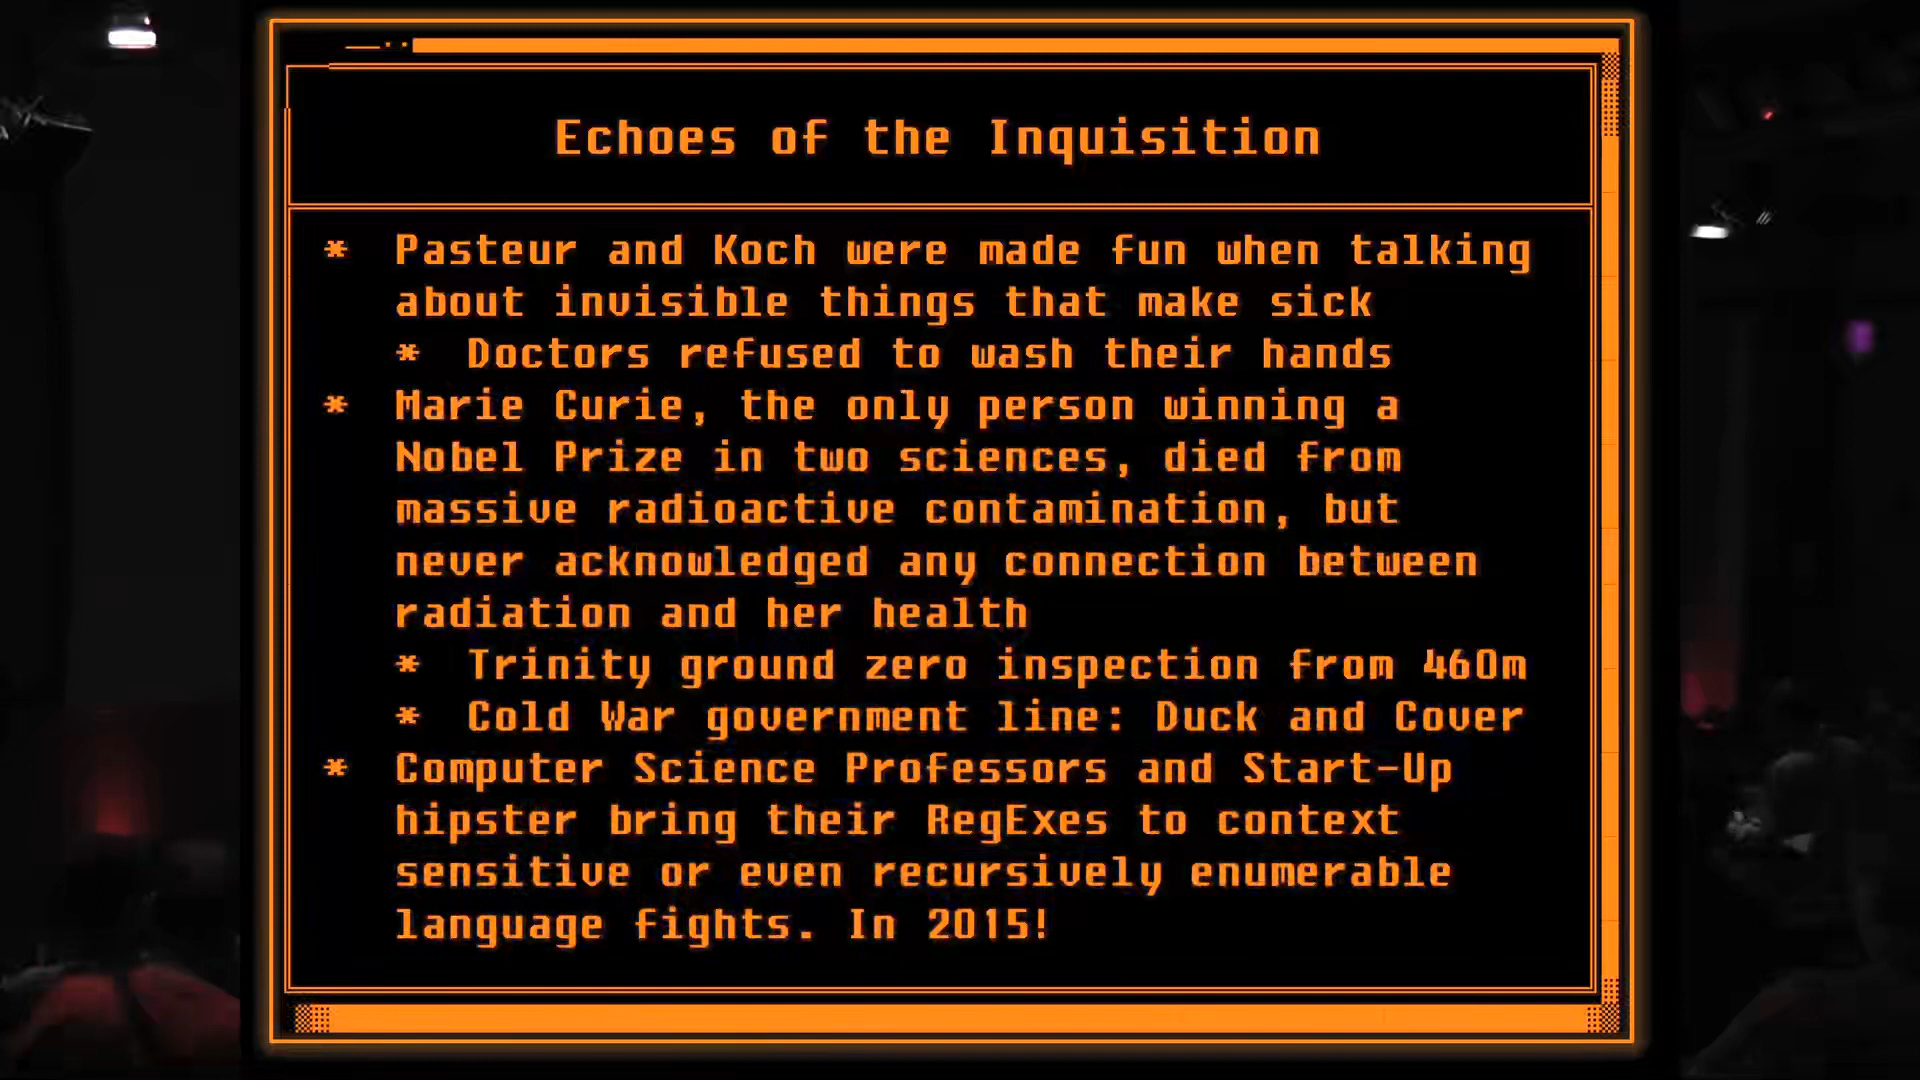 Echoes of the Inquisition
* Pasteur and Koch were made fun when talking
about invisible things that make sick
* Doctors refused to wash their hands
* Marie Curie, the only person winning a
Nobel Prize in two sciences, died from
massive radioactive contamination, but
never acknowledged any connection between
radiation and her health
* Trinity ground zero inspection from 460m
* Cold War government line: Duck and Cover
* Computer Science Professors and Start-Up
hipster bring their RegExes to context
sensitive or even recursively enumerable
language fights. In 2015!